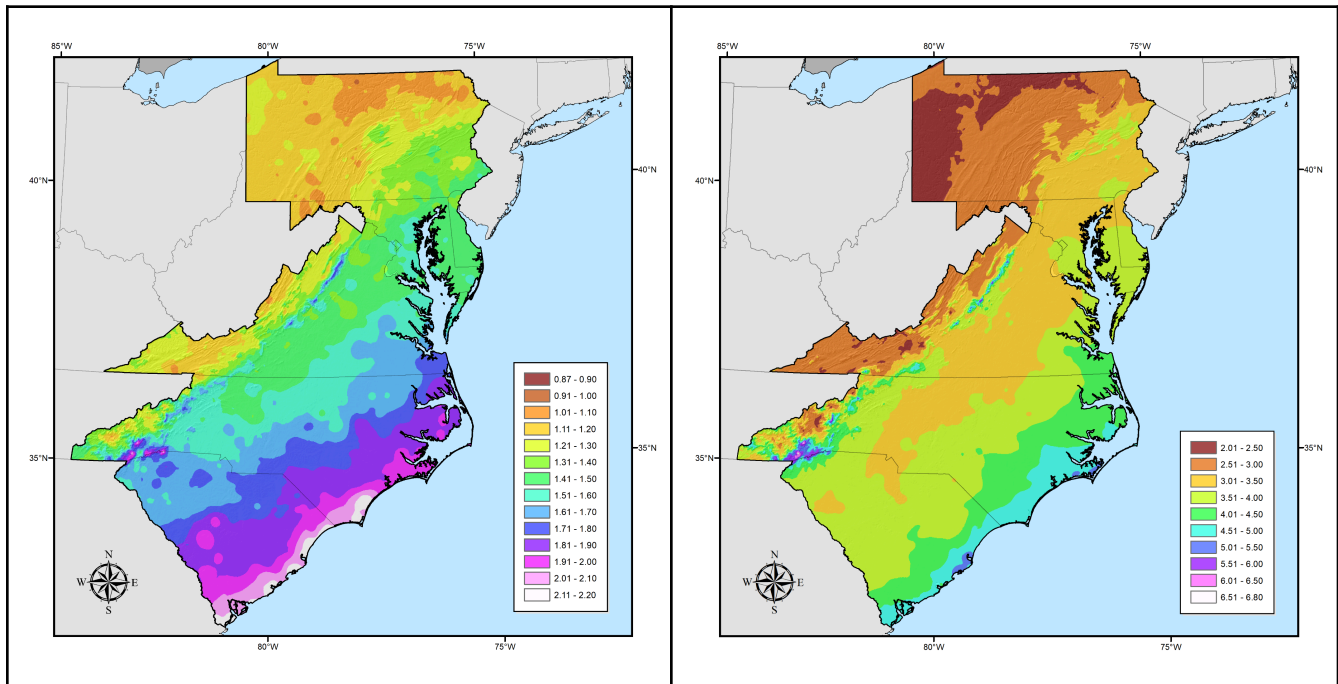 85°W 80°W 75°W
40°N 40°N
35°N 35°N
0.87 - 0.90
0.91 - 1.00
1.01 - 1.10
1.11 - 1.20
1.21 - 1.30
1.31 - 1.40
1.41 - 1.50
1.51 - 1.60
1.61 - 1.70
1.71 - 1.80
1.81 - 1.90
1.91 - 2.00
2.01 - 2.10
2.11 - 2.20
N
W E
S
80°W 75°W
85°W 80°W 75°W
40°N 40°N
35°N 35°N
2.01 - 2.50
2.51 - 3.00
3.01 - 3.50
3.51 - 4.00
4.01 - 4.50
4.51 - 5.00
5.01 - 5.50
5.51 - 6.00
6.01 - 6.50
6.51 - 6.80
N
W E
S
80°W 75°W